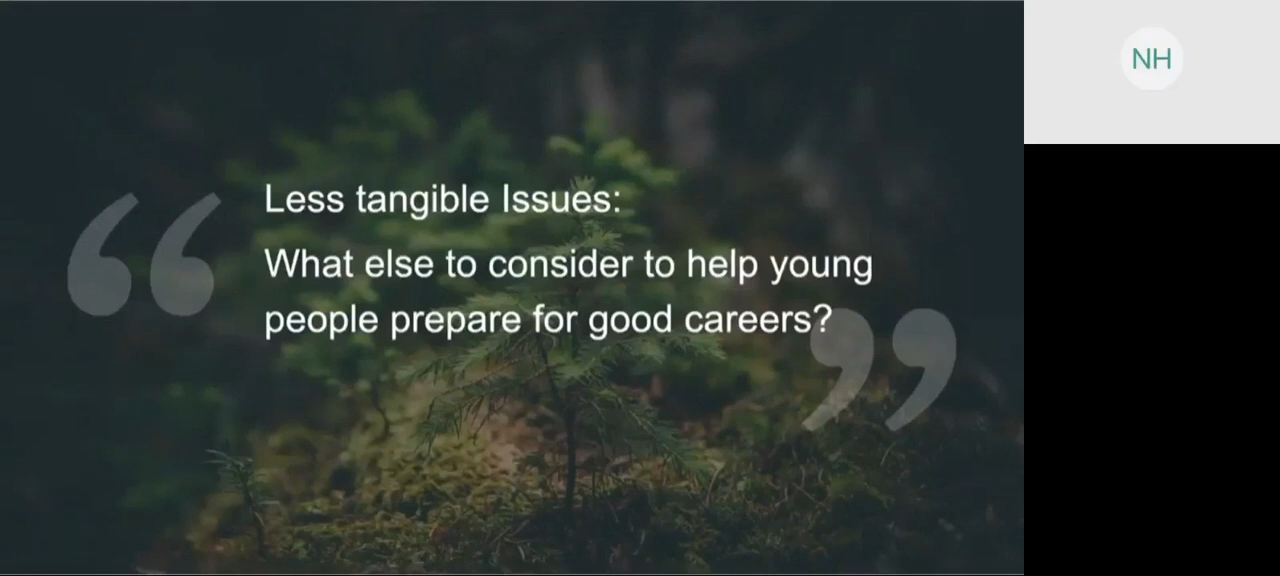 Less tangible Issues:
What else to consider to help young
people prepare for good careers?
NH